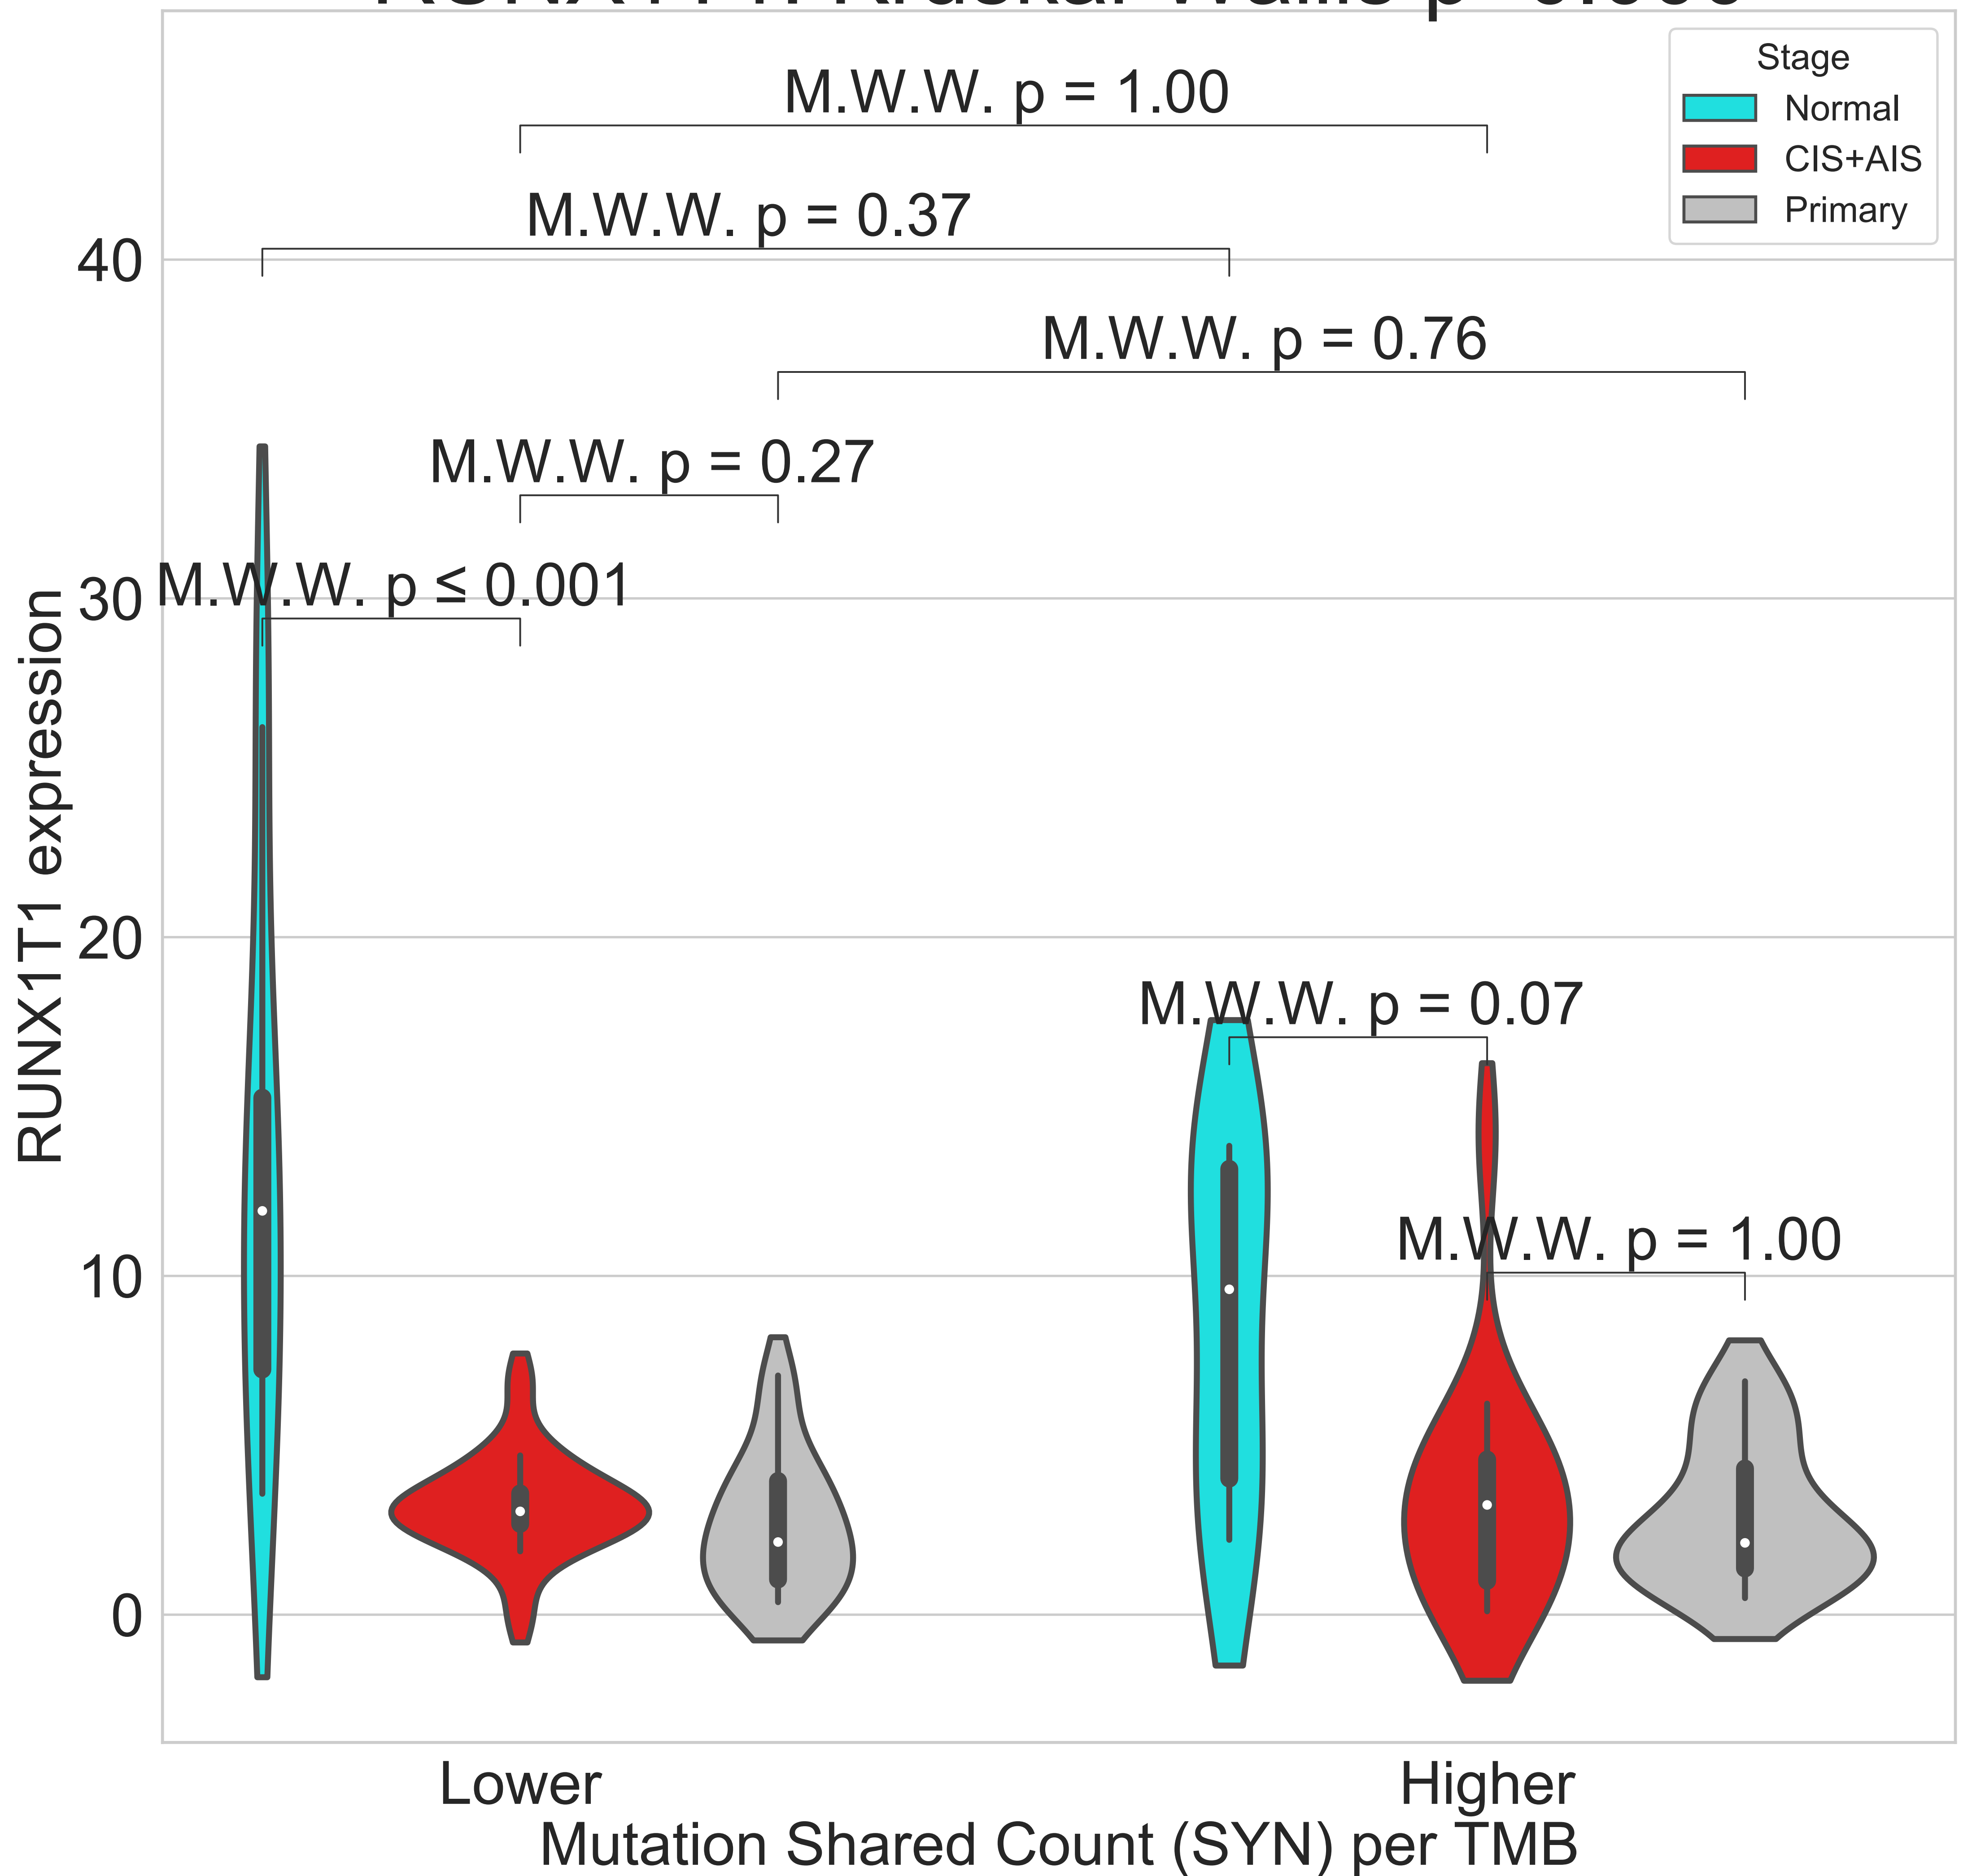 Stage
Normal
CIS+AIS
Primary
M.W.W. p = 1.00
M.W.W. p = 0.37
M.W.W. p = 0.76
M.W.W. p = 0.27
M.W.W. p ≤ 0.001
M.W.W. p = 0.07
M.W.W. p = 1.00
40
30
20
10
0
RUNX1T1 expression
Lower
Higher
Mutation Shared Count (SYN) per TMB